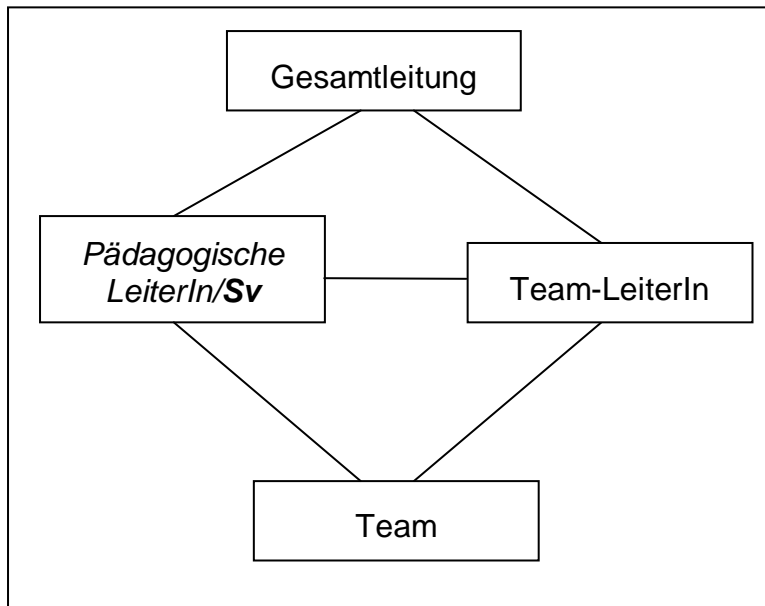 Gesamtleitung
Pädagogische
LeiterIn/Sv
Team-LeiterIn
Team